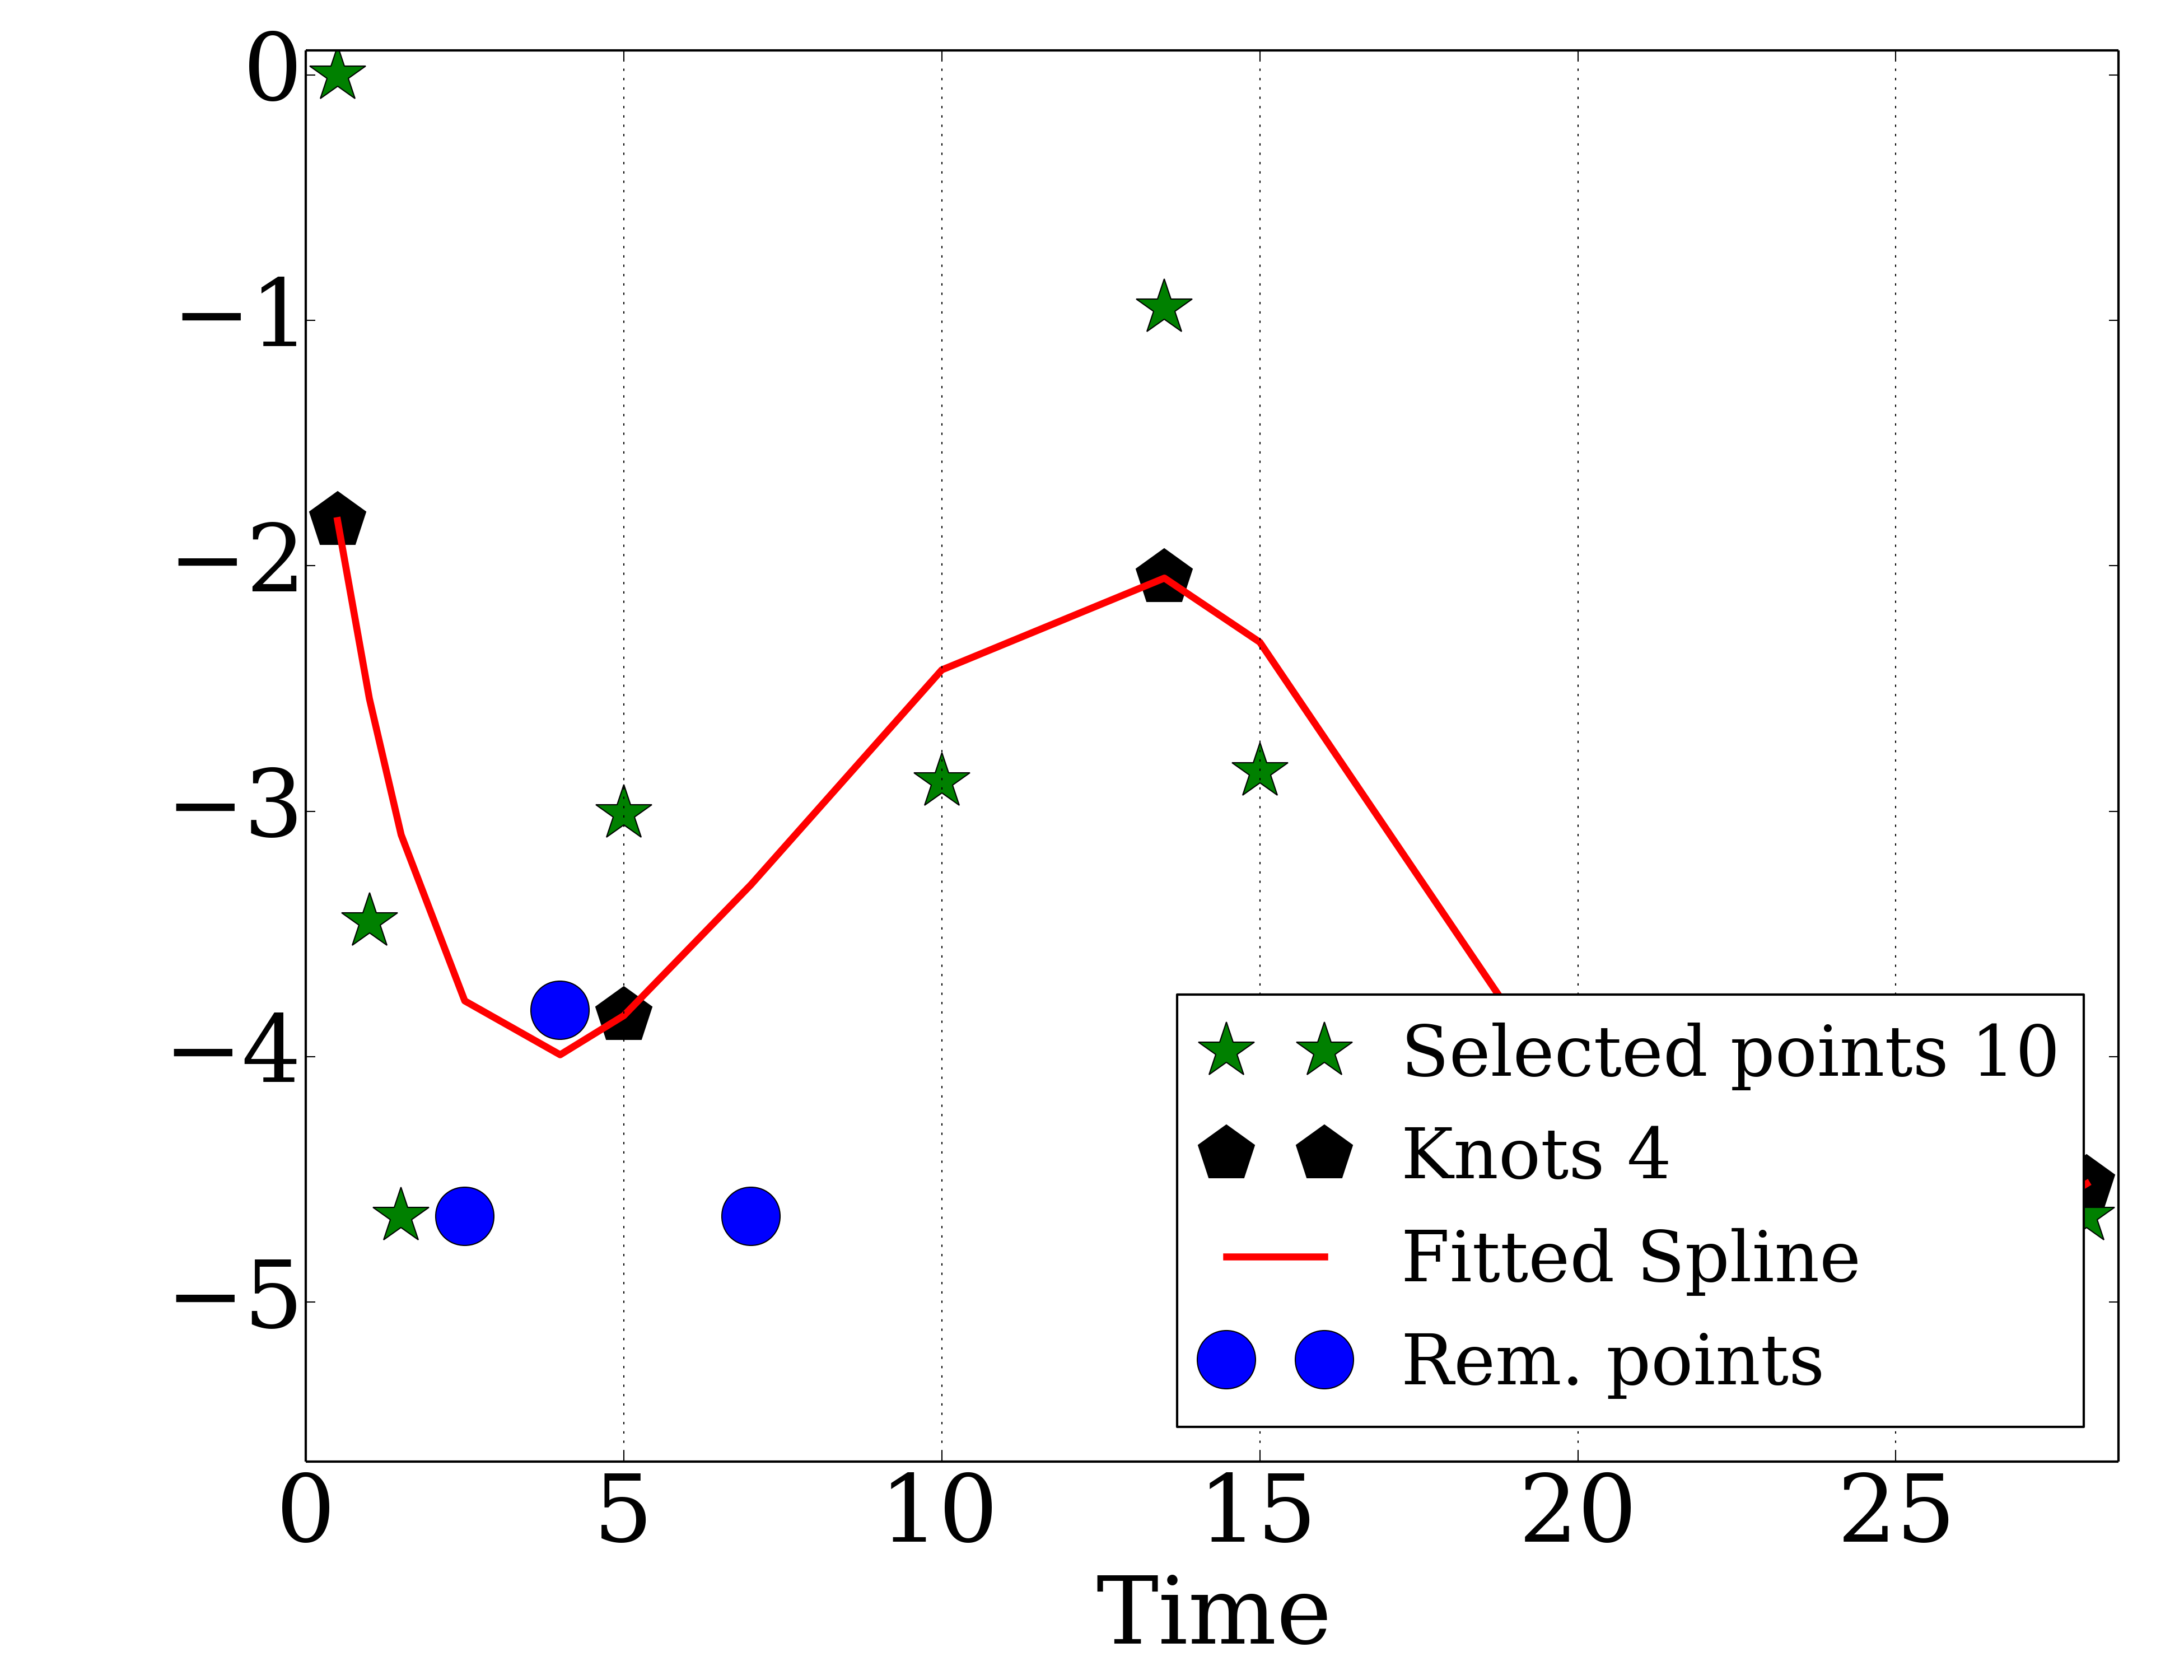 0
−1
−2
−3
−4
−5
Selected points 10
Knots 4
Fitted Spline
Rem. points
0 5 10 15 20 25
Time